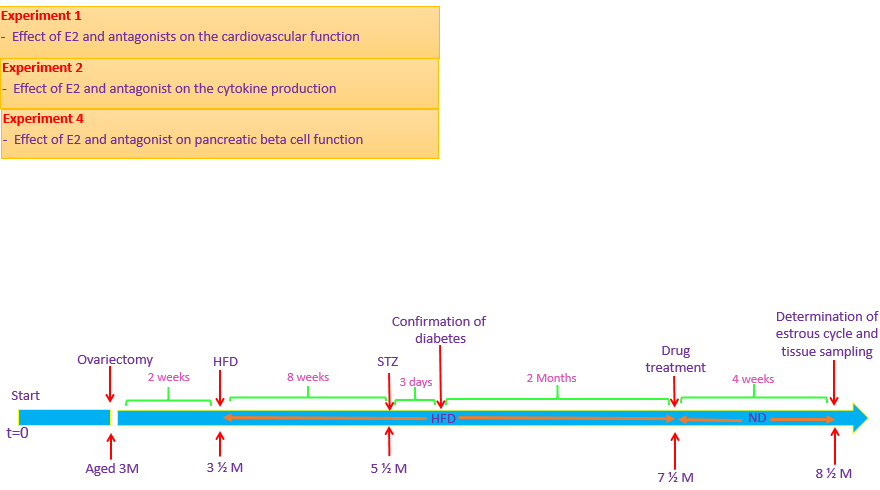 Experiment 1
- Effect of E2 and antagonists on the cardiovascular function
Experiment 2
- Effect of E2 and antagonist on the cytokine production
Experiment 4
- Effect of E2 and antagonist on pancreatic beta cell function
Start
t=0
Ovariectomy
Aged 3M
2 weeks
HFD
3 ½ M
8 weeks
STZ
5 ½ M
3 days
Confirmation of
diabetes
HFD
2 Months
Drug
treatment
7 ½ M
4 weeks
ND
Determination of
estrous cycle and
tissue sampling
8 ½ M